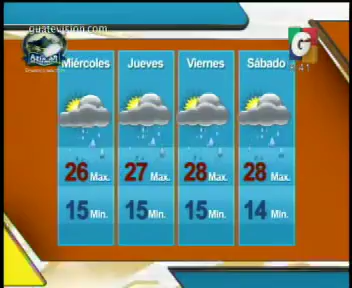 guatevision.com
Miércoles Jueves Viernes Sábado
G
26 Max. 27 Max. 28 Max. 28 Max.
15 Min. 15 Min. 15 Min. 14 Min.